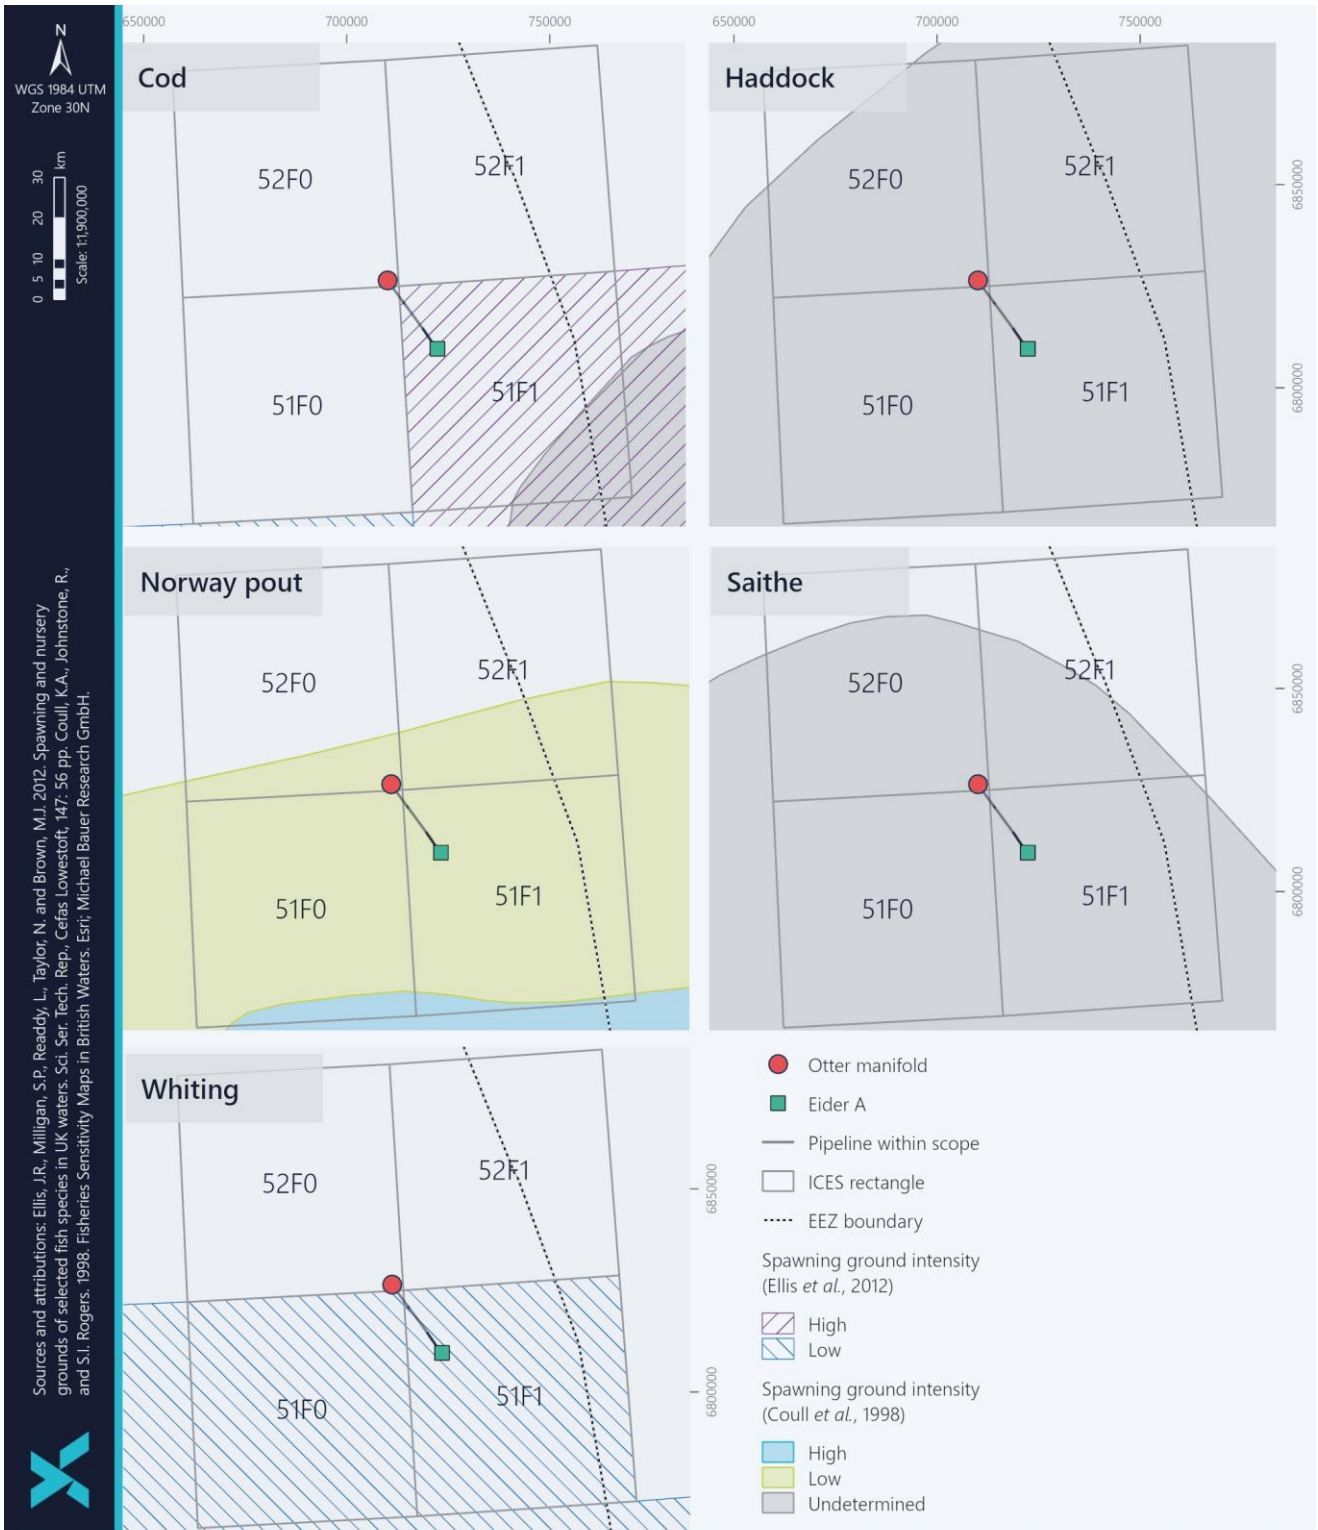 N
WGS 1984 UTM
Zone 30N
0 5 10 20 30 km
Scale: 1:1,900,000
Sources and attributions: Ellis, J.R., Milligan, S.P., Readdy, L., Taylor, N. and Brown, M.J. 2012. Spawning and nursery
grounds of selected fish species in UK waters. Sci. Ser. Tech. Rep., Cefas Lowestoft, 147: 56 pp. Coull, K.A., Johnstone, R.,
and S.I. Rogers. 1998. Fisheries Sensitivity Maps in British Waters. Esri; Michael Bauer Research GmbH.
650000 700000 750000
650000 700000 750000
Cod
52F0
52F1
51F0
51F1
Haddock
52F0
52F1
51F0
51F1
6850000
6800000
Norway pout
52F0
52F1
51F0
51F1
Saithe
52F0
52F1
51F0
51F1
6850000
6800000
Whiting
52F0
52F1
51F0
51F1
6850000
6800000
Otter manifold
Eider A
Pipeline within scope
ICES rectangle
EEZ boundary
Spawning ground intensity
(Ellis et al., 2012)
High
Low
Spawning ground intensity
(Coull et al., 1998)
High
Low
Undetermined